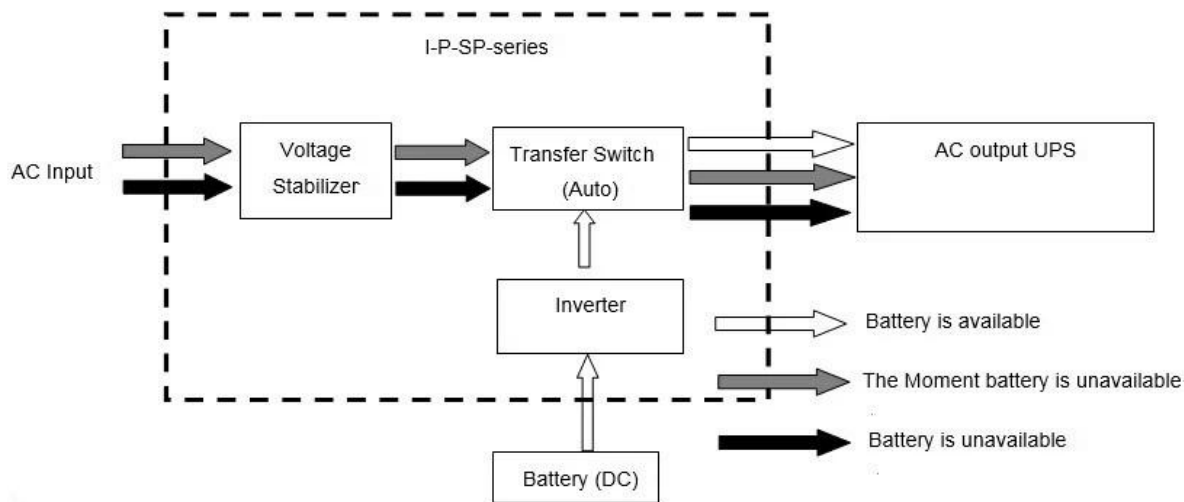 I-P-SP-series
AC Input
Voltage
Stabilizer
Transfer Switch
(Auto)
AC output UPS
Inverter
Battery (DC)
Battery is available
The Moment battery is unavailable
Battery is unavailable